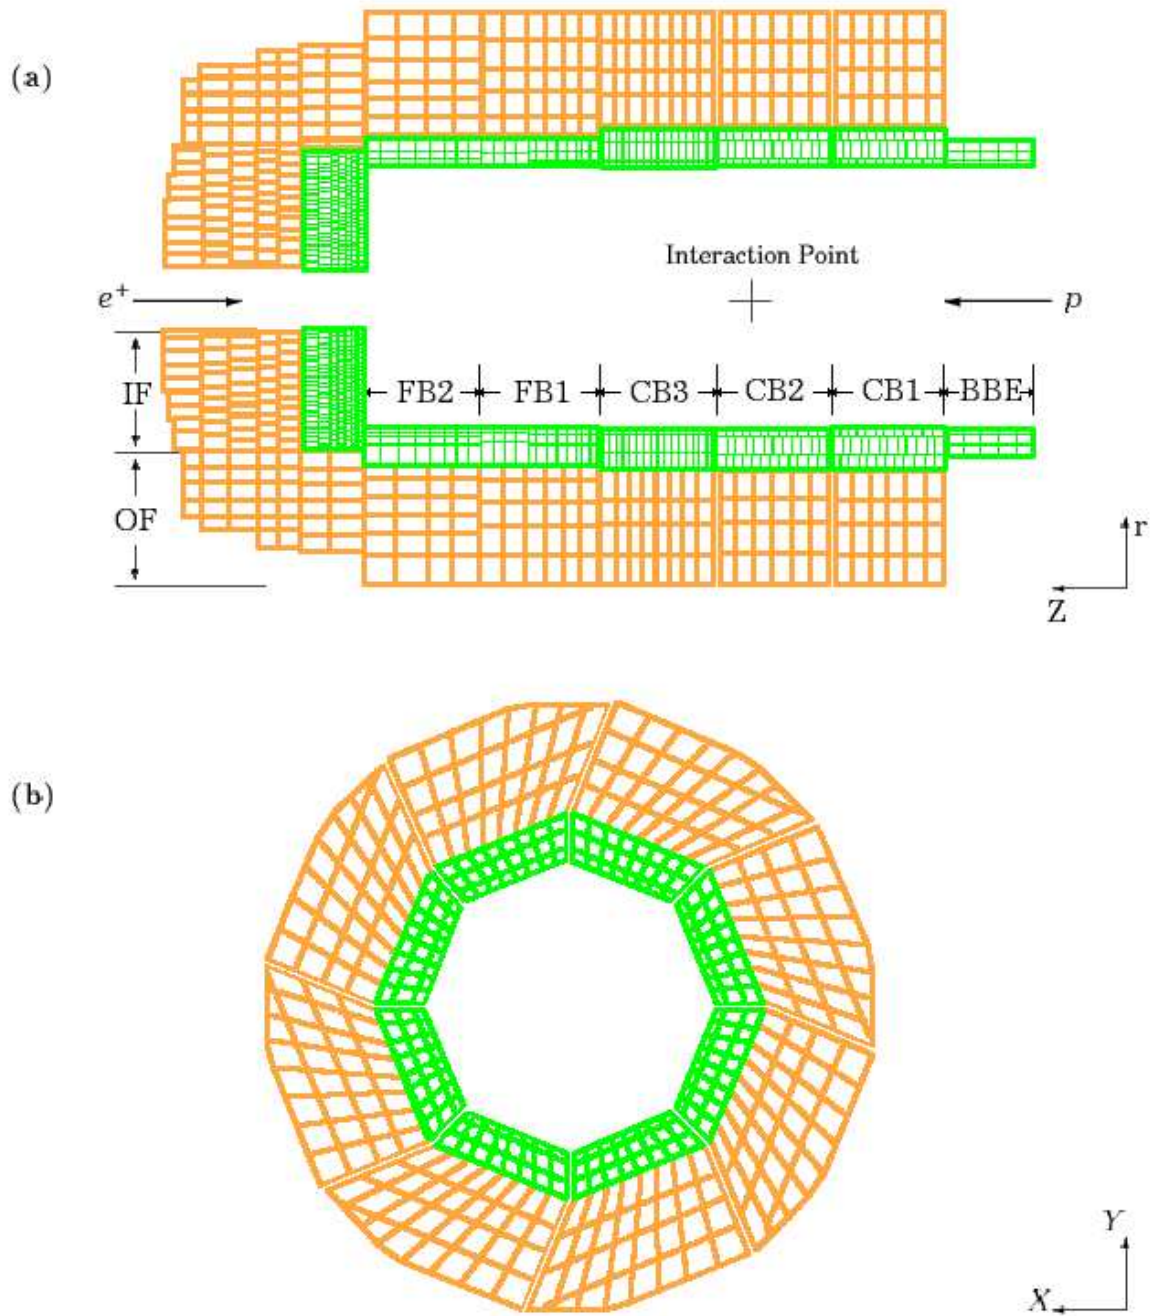 (a)
Interaction Point
e+
p
IF
FB2 FB1 CB3 CB2 CB1 BBE
OF
r
Z
(b)
Y
X